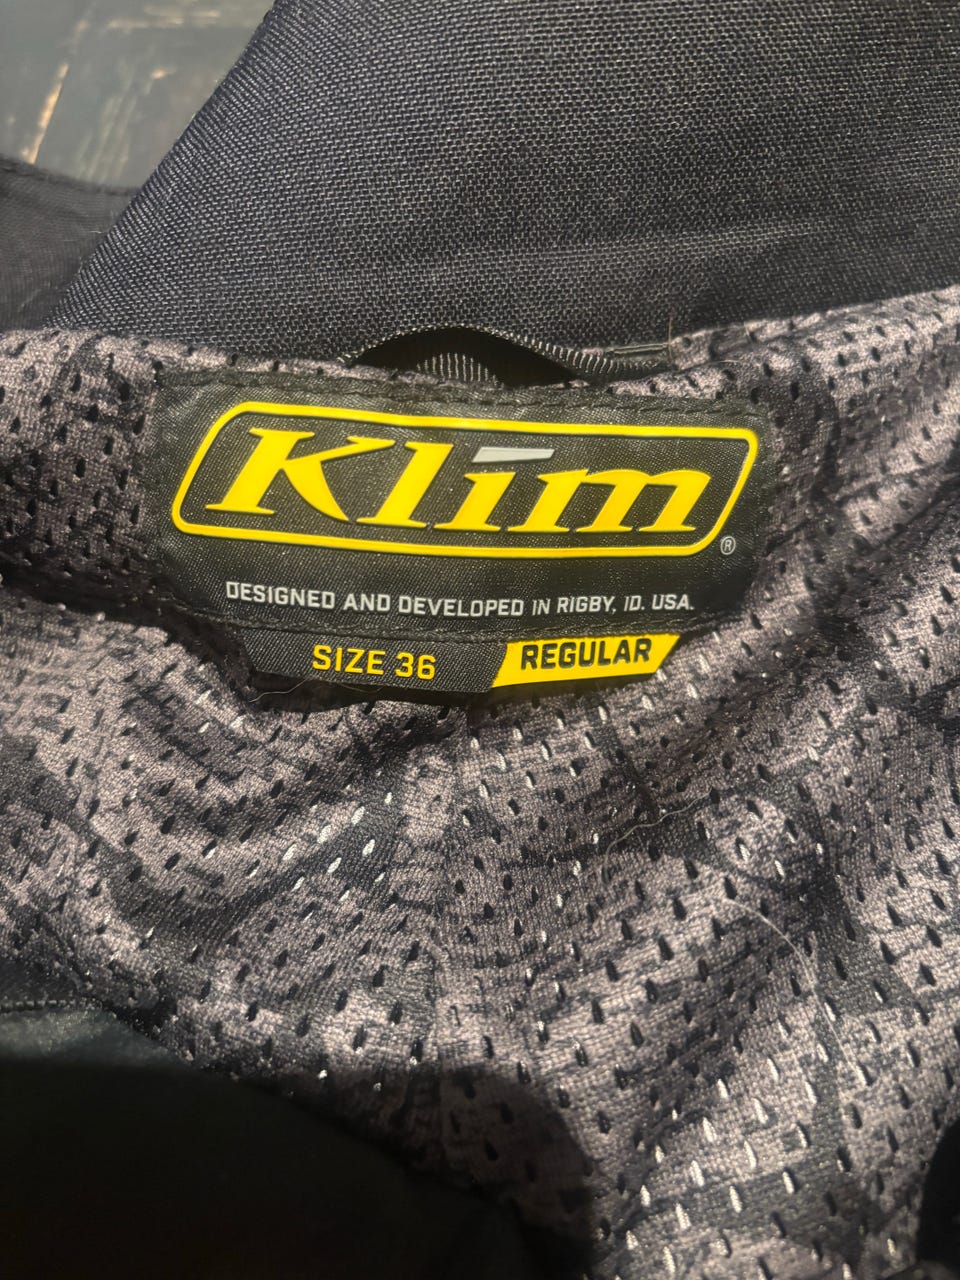 Klim®
DESIGNED AND DEVELOPED IN RIGBY, ID. USA.
SIZE 36 REGULAR